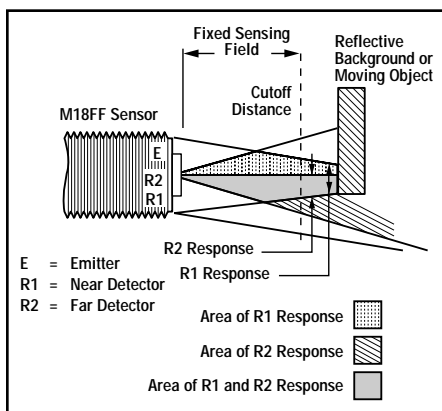 Fixed Sensing
Field
Reflective
Background or
Moving Object
Cutoff
Distance
M18FF Sensor
E
R2
R1
R2 Response
R1 Response
E = Emitter
R1 = Near Detector
R2 = Far Detector
Area of R1 Response
Area of R2 Response
Area of R1 and R2 Response